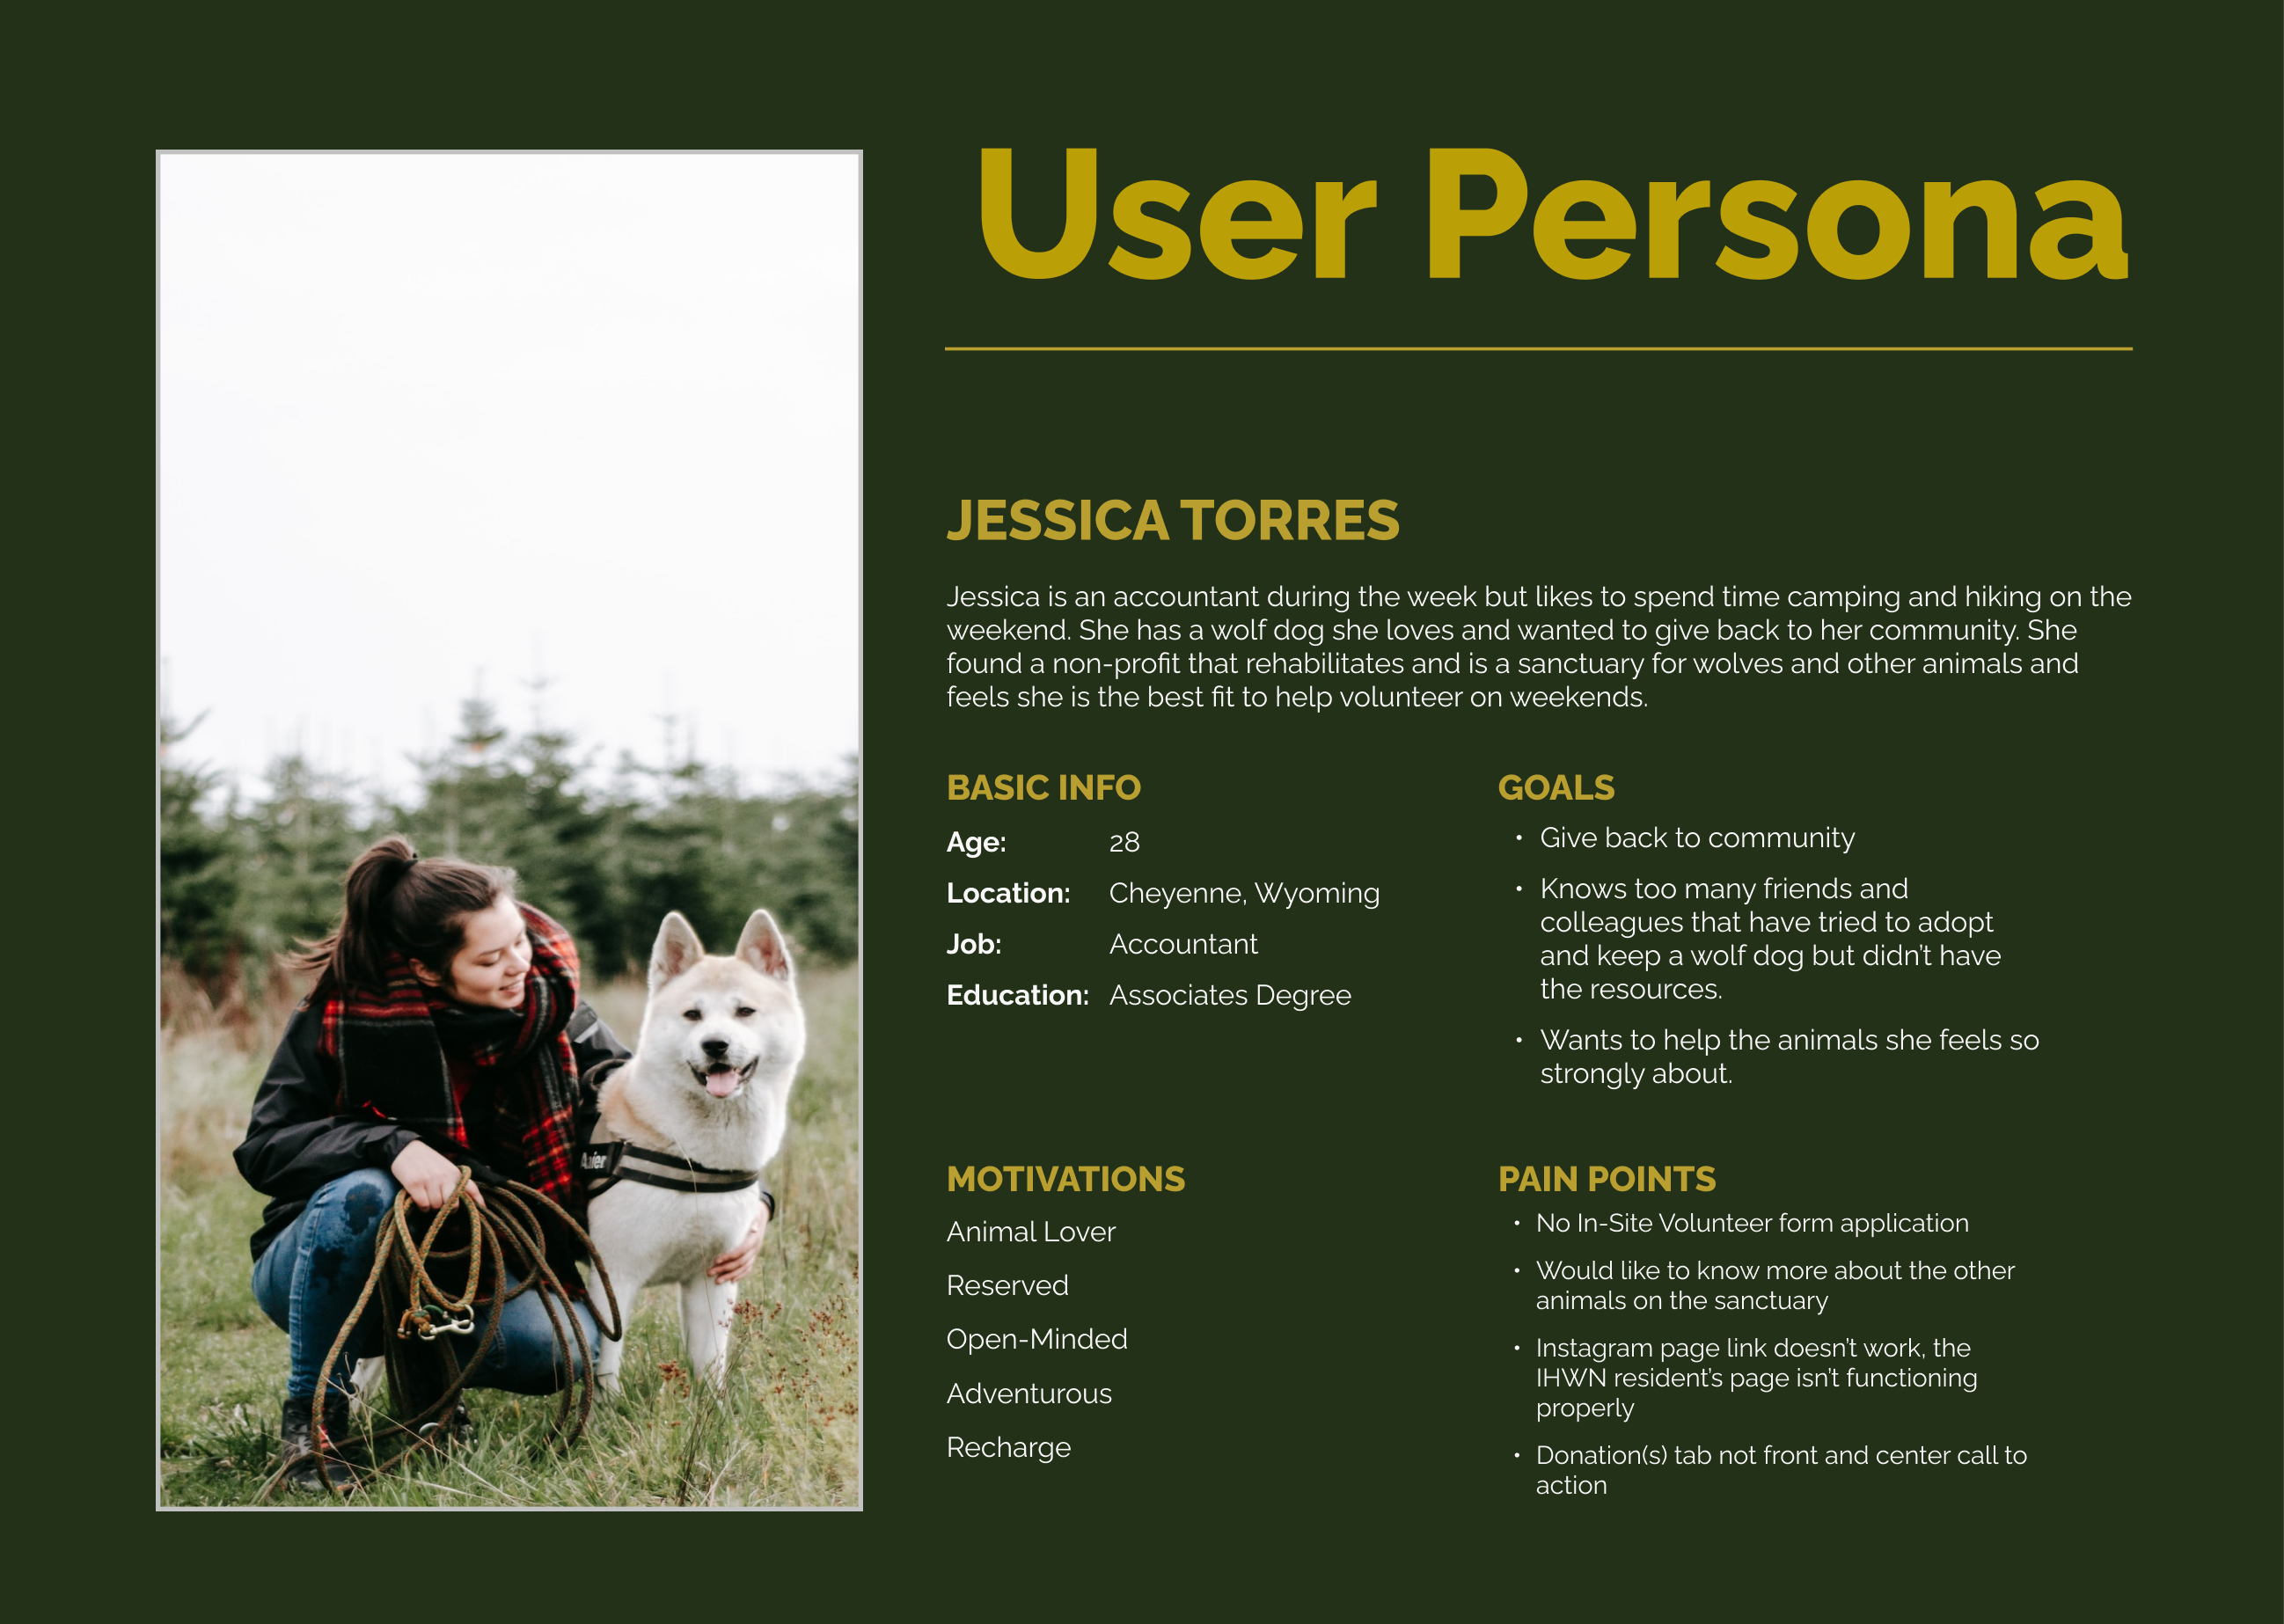 User Persona
JESSICA TORRES
Jessica is an accountant during the week but likes to spend time camping and hiking on the
weekend. She has a wolf dog she loves and wanted to give back to her community. She
found a non-profit that rehabilitates and is a sanctuary for wolves and other animals and
feels she is the best fit to help volunteer on weekends.
BASIC INFO
Age: 28
Location: Cheyenne, Wyoming
Job: Accountant
Education: Associates Degree
GOALS
• Give back to community
• Knows too many friends and
colleagues that have tried to adopt
and keep a wolf dog but didn't have
the resources.
• Wants to help the animals she feels so
strongly about.
MOTIVATIONS
Animal Lover
Reserved
Open-Minded
Adventurous
Recharge
PAIN POINTS
• No In-Site Volunteer form application
• Would like to know more about the other
animals on the sanctuary
• Instagram page link doesn't work, the
IHWN resident's page isn't functioning
properly
• Donation(s) tab not front and center call to
action